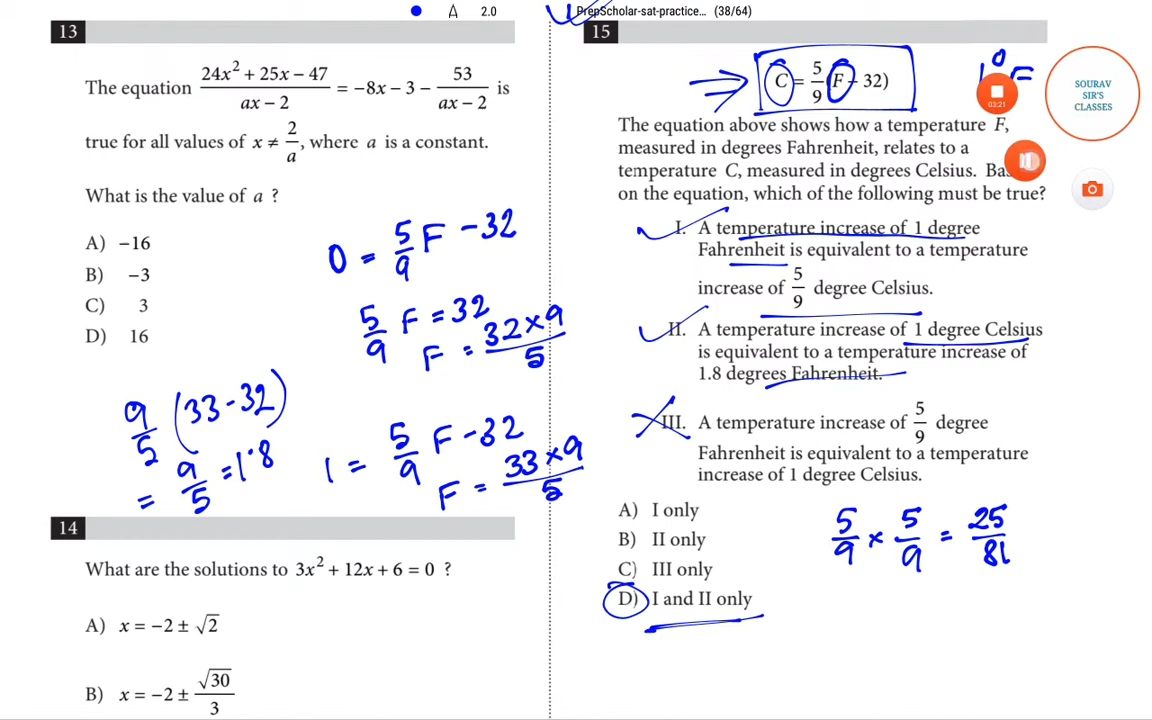 A 2.0 PrepScholar-sat-practice... (38/64)
13
The equation (24x² + 25x − 47)/(ax − 2) = −8x − 3 − 53/(ax − 2) is
true for all values of x ≠ 2/a, where a is a constant.
What is the value of a ?
A) −16
B) −3
C) 3
D) 16
0 = 5/9 F − 32
5/9 F = 32
F = 32 × 9/5
9/5 (33 − 32)
= 9/5 = 1.8
1 = 5/9 F − 32
F = 33 × 9/5
14
What are the solutions to 3x² + 12x + 6 = 0 ?
A) x = −2 ± √2
B) x = −2 ± √30/3
15
C = 5/9 (F − 32)
1° F
03:21
SOURAV
SIR'S
CLASSES
The equation above shows how a temperature F,
measured in degrees Fahrenheit, relates to a
temperature C, measured in degrees Celsius. Ba
on the equation, which of the following must be true?
I. A temperature increase of 1 degree
Fahrenheit is equivalent to a temperature
increase of 5/9 degree Celsius.
II. A temperature increase of 1 degree Celsius
is equivalent to a temperature increase of
1.8 degrees Fahrenheit.
III. A temperature increase of 5/9 degree
Fahrenheit is equivalent to a temperature
increase of 1 degree Celsius.
A) I only
B) II only
C) III only
D) I and II only
5/9 × 5/9 = 25/81